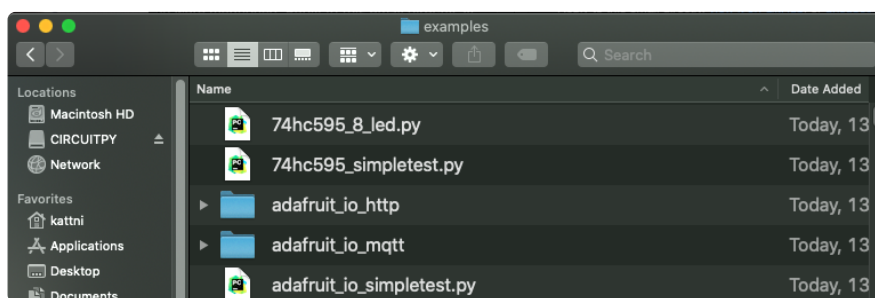 examples
Search
Locations
Macintosh HD
CIRCUITPY
Network
Favorites
kattni
Applications
Desktop
Documents
Name Date Added
74hc595_8_led.py Today, 13
74hc595_simpletest.py Today, 13
adafruit_io_http Today, 13
adafruit_io_mqtt Today, 13
adafruit_io_simpletest.py Today, 13